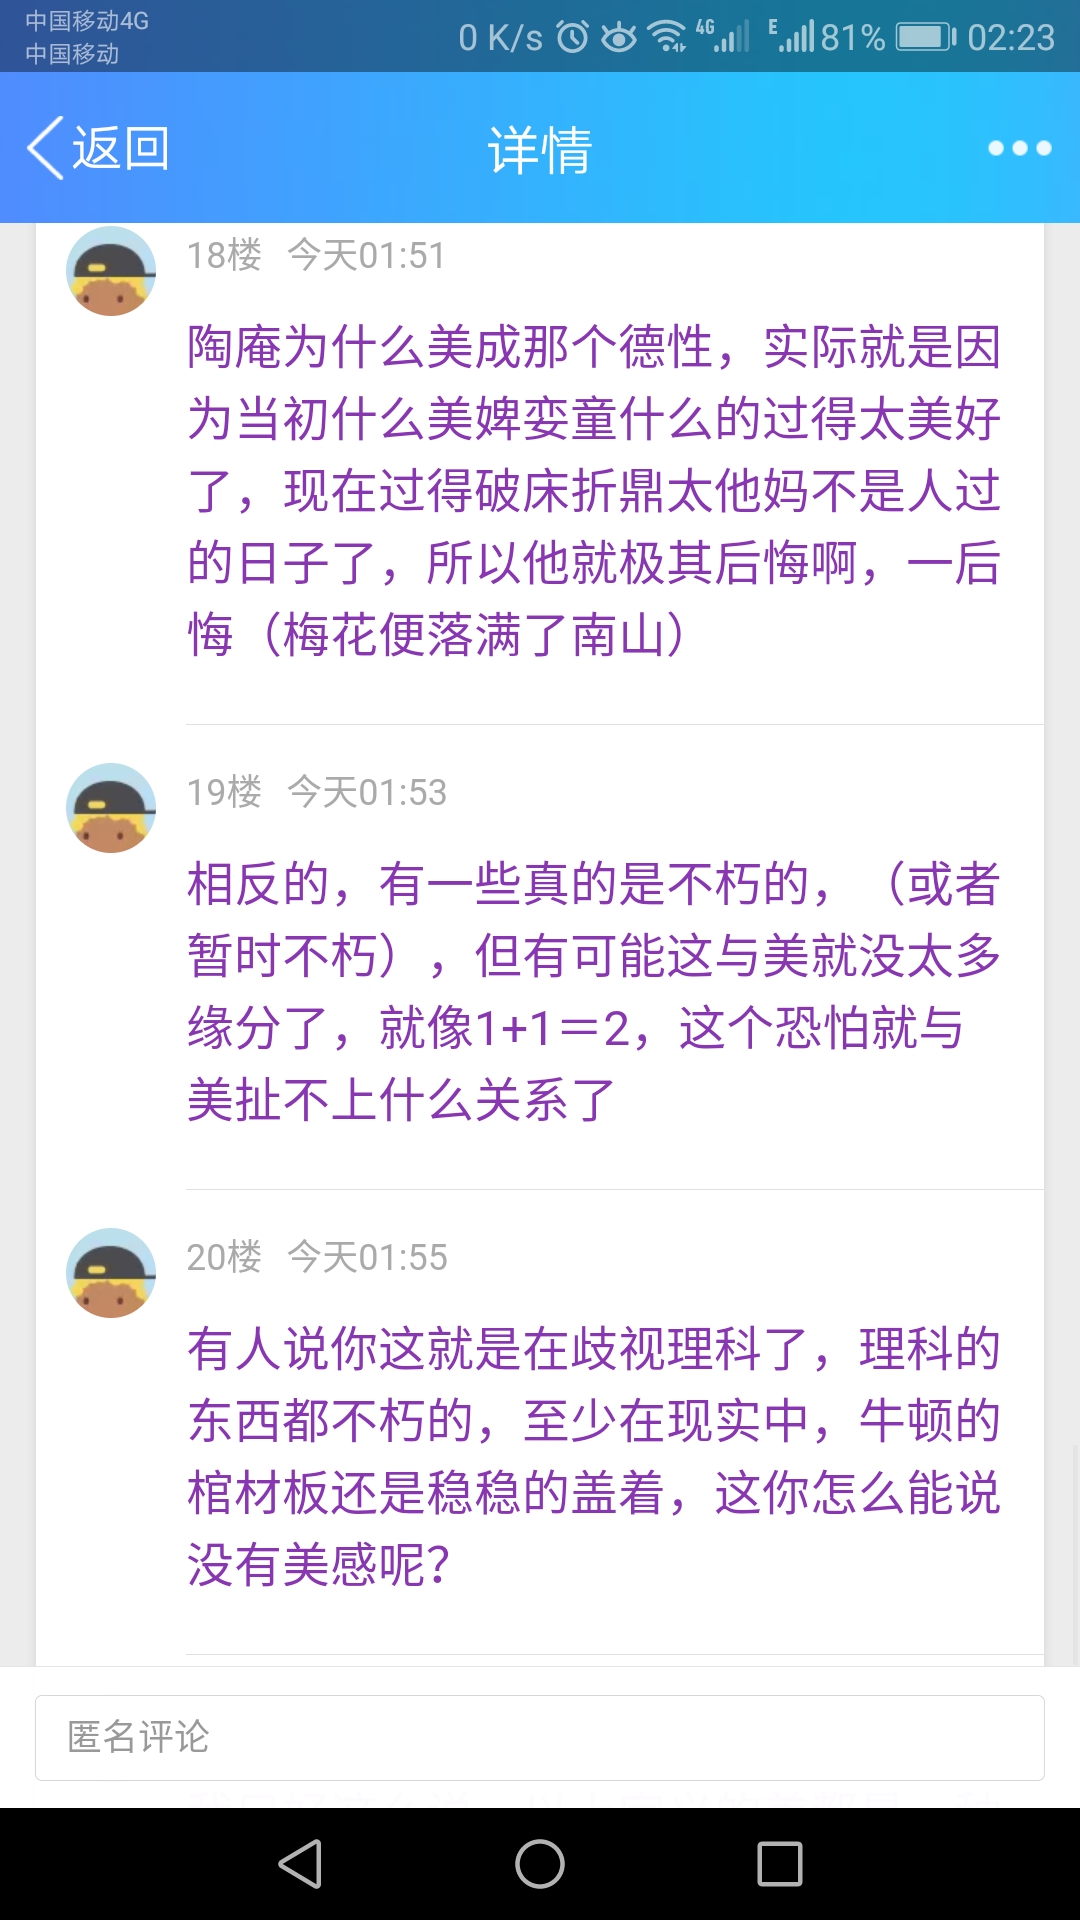 中国移动4G
中国移动
0 K/s 4G E 81% 02:23
返回 详情
18楼 今天01:51
陶庵为什么美成那个德性，实际就是因
为当初什么美婢娈童什么的过得太美好
了，现在过得破床折鼎太他妈不是人过
的日子了，所以他就极其后悔啊，一后
悔（梅花便落满了南山）
19楼 今天01:53
相反的，有一些真的是不朽的，（或者
暂时不朽），但有可能这与美就没太多
缘分了，就像1+1＝2，这个恐怕就与
美扯不上什么关系了
20楼 今天01:55
有人说你这就是在歧视理科了，理科的
东西都不朽的，至少在现实中，牛顿的
棺材板还是稳稳的盖着，这你怎么能说
没有美感呢？
匿名评论